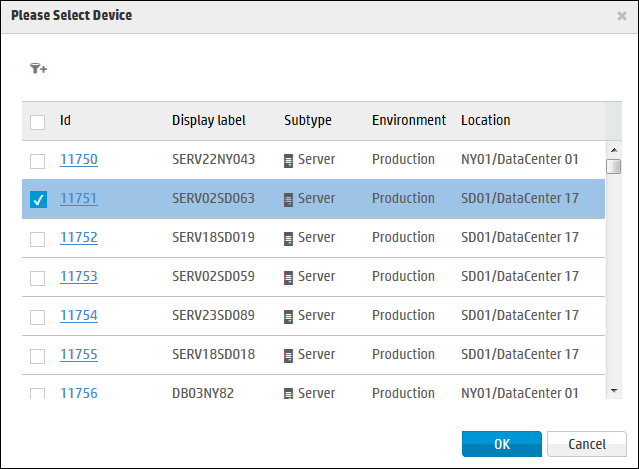 Please Select Device
Id Display label Subtype Environment Location
11750 SERV22NY043 Server Production NY01/DataCenter 01
11751 SERV02SD063 Server Production SD01/DataCenter 17
11752 SERV18SD019 Server Production SD01/DataCenter 17
11753 SERV02SD059 Server Production SD01/DataCenter 17
11754 SERV23SD089 Server Production SD01/DataCenter 17
11755 SERV18SD018 Server Production SD01/DataCenter 17
11756 DB03NY82 Server Production NY01/DataCenter 01
OK Cancel